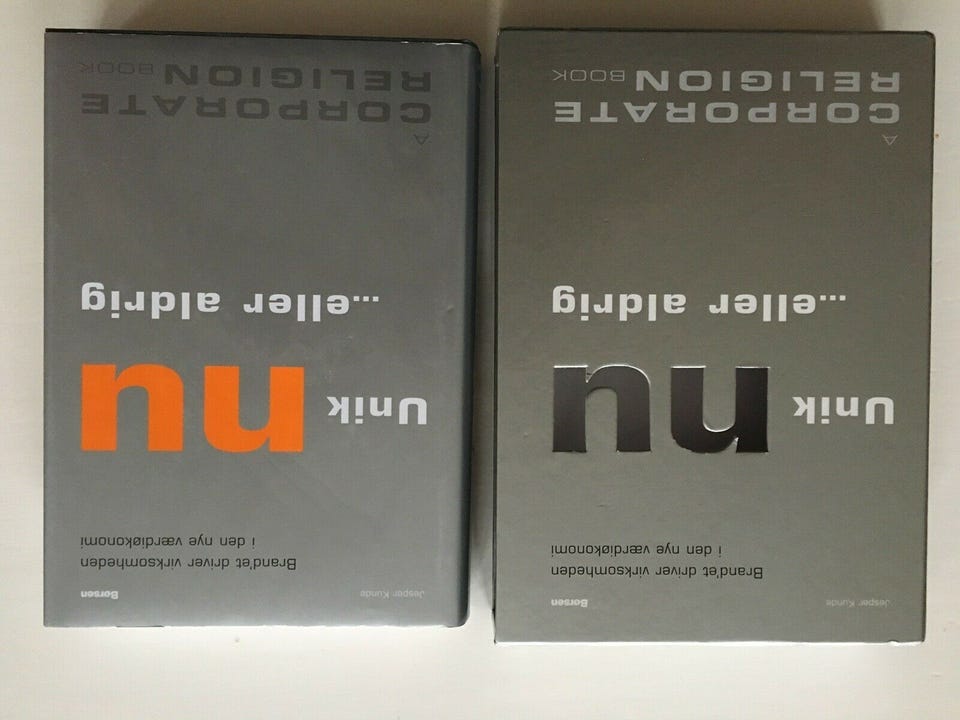 Jesper Kunde Børsen
Brand'et driver virksomheden
i den nye værdiøkonomi
Unik nu
...eller aldrig
A
CORPORATE
RELIGION BOOK
Jesper Kunde Børsen
Brand'et driver virksomheden
i den nye værdiøkonomi
Unik nu
...eller aldrig
A
CORPORATE
RELIGION BOOK